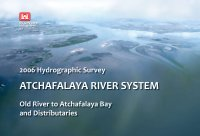 2006 Hydrographic Survey
ATCHAFALAYA RIVER SYSTEM
Old River to Atchafalaya Bay
and Distributaries